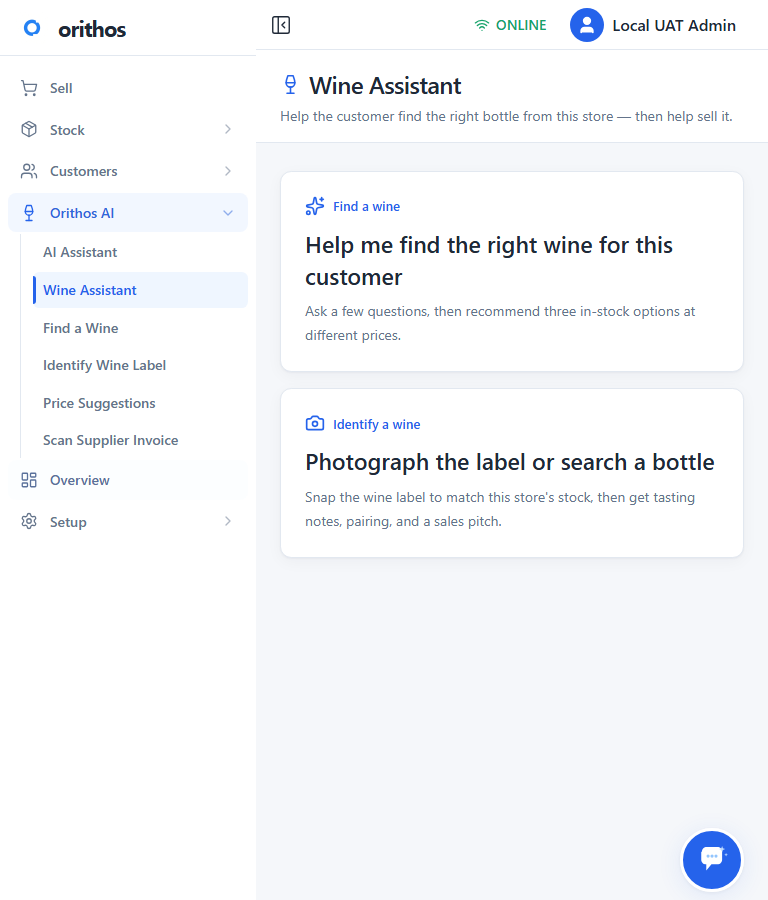 orithos
ONLINE
Local UAT Admin
Sell
Stock
Customers
Orithos AI
AI Assistant
Wine Assistant
Find a Wine
Identify Wine Label
Price Suggestions
Scan Supplier Invoice
Overview
Setup
Wine Assistant
Help the customer find the right bottle from this store — then help sell it.
Find a wine
Help me find the right wine for this
customer
Ask a few questions, then recommend three in-stock options at
different prices.
Identify a wine
Photograph the label or search a bottle
Snap the wine label to match this store's stock, then get tasting
notes, pairing, and a sales pitch.